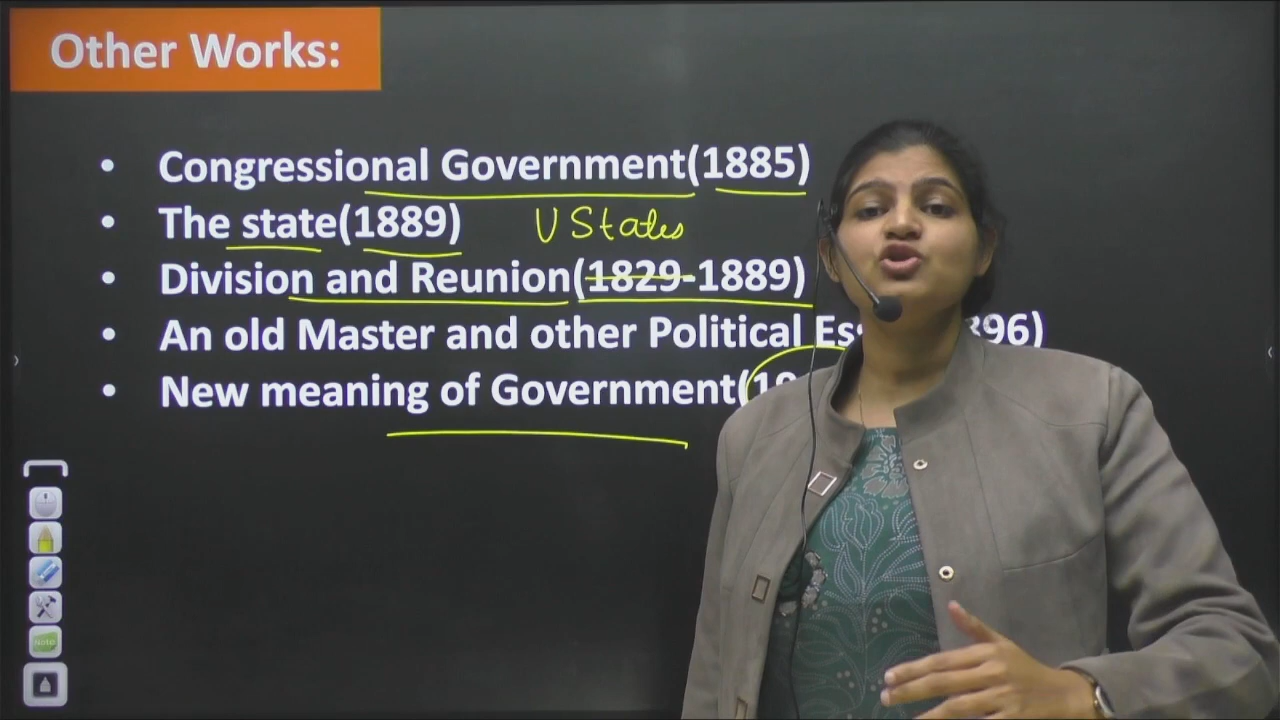 Other Works:
• Congressional Government(1885)
• The state(1889) U States
• Division and Reunion(1829-1889)
• An old Master and other Political
• New meaning of Government(
Note